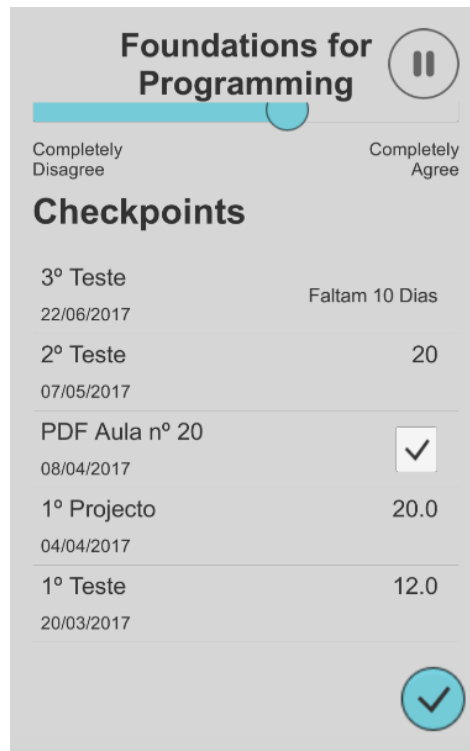 Foundations for
Programming
Completely
Disagree
Completely
Agree
Checkpoints
3º Teste
Faltam 10 Dias
22/06/2017
2º Teste
20
07/05/2017
PDF Aula nº 20
08/04/2017
1º Projecto
20.0
04/04/2017
1º Teste
12.0
20/03/2017